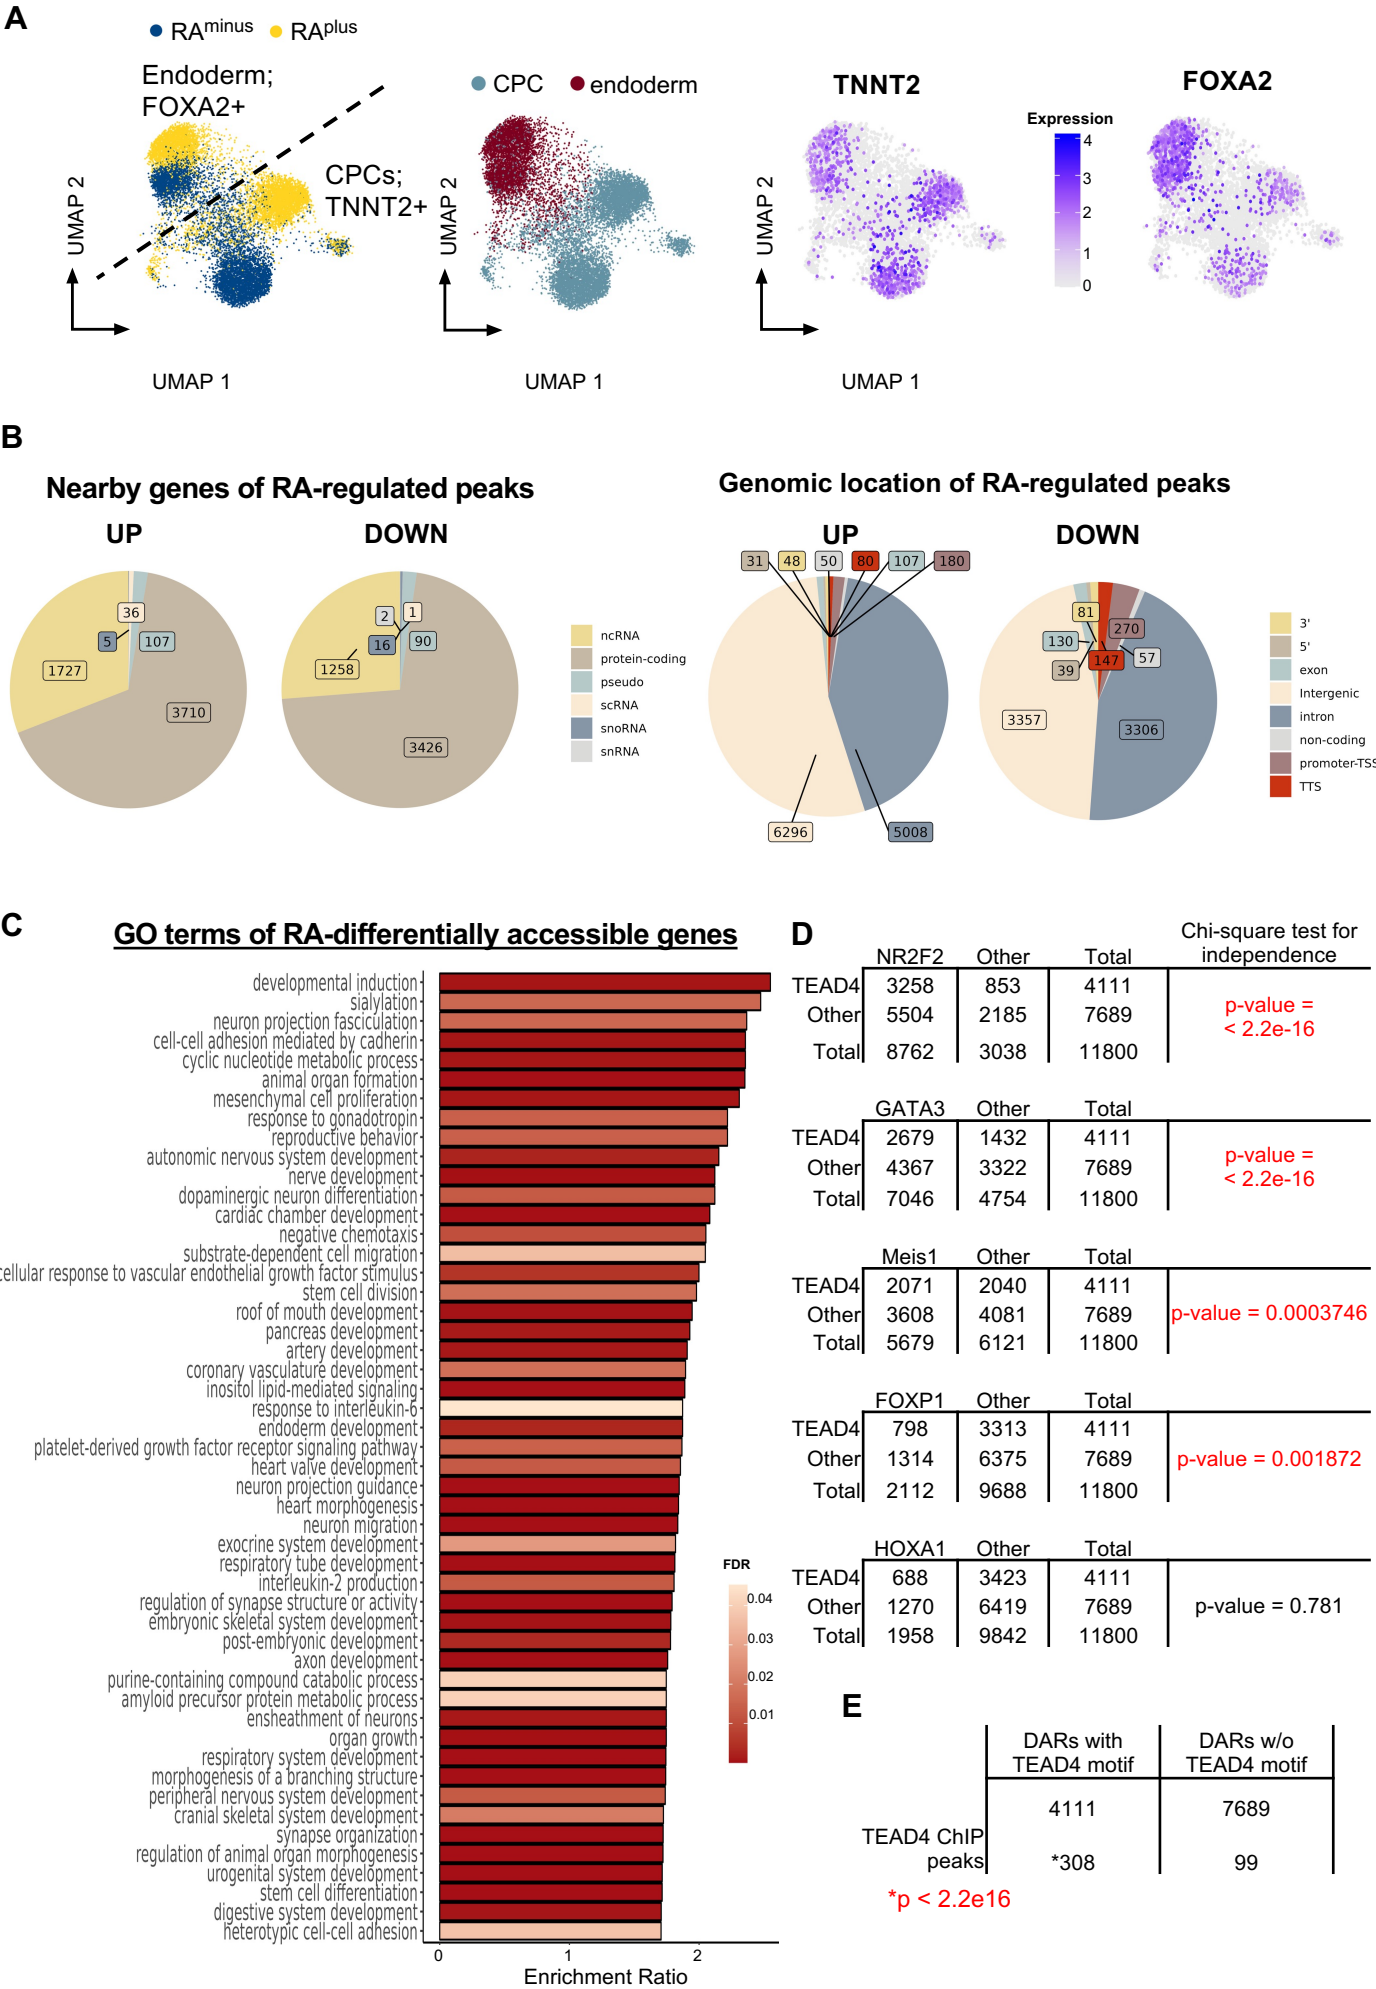 A
RAminus RAplus
Endoderm;
FOXA2+
CPCs;
TNNT2+
UMAP 2
UMAP 1
CPC endoderm
UMAP 2
UMAP 1
TNNT2
UMAP 2
UMAP 1
Expression
4
3
2
1
0
FOXA2
B
Nearby genes of RA-regulated peaks
UP
DOWN
36
5
107
1727
3710
2
1
16
90
1258
3426
ncRNA
protein-coding
pseudo
scRNA
snoRNA
snRNA
Genomic location of RA-regulated peaks
UP
DOWN
31 48 50 80 107 180
6296
5008
81
270
130
147
57
39
3357
3306
3'
5'
exon
Intergenic
intron
non-coding
promoter-TSS
TTS
C
GO terms of RA-differentially accessible genes
developmental induction
sialylation
neuron projection fasciculation
cell-cell adhesion mediated by cadherin
cyclic nucleotide metabolic process
animal organ formation
mesenchymal cell proliferation
response to gonadotropin
reproductive behavior
autonomic nervous system development
nerve development
dopaminergic neuron differentiation
cardiac chamber development
negative chemotaxis
substrate-dependent cell migration
cellular response to vascular endothelial growth factor stimulus
stem cell division
roof of mouth development
pancreas development
artery development
coronary vasculature development
inositol lipid-mediated signaling
response to interleukin-6
endoderm development
platelet-derived growth factor receptor signaling pathway
heart valve development
neuron projection guidance
heart morphogenesis
neuron migration
exocrine system development
respiratory tube development
interleukin-2 production
regulation of synapse structure or activity
embryonic skeletal system development
post-embryonic development
axon development
purine-containing compound catabolic process
amyloid precursor protein metabolic process
ensheathment of neurons
organ growth
respiratory system development
morphogenesis of a branching structure
peripheral nervous system development
cranial skeletal system development
synapse organization
regulation of animal organ morphogenesis
urogenital system development
stem cell differentiation
digestive system development
heterotypic cell-cell adhesion
0 1 2
Enrichment Ratio
FDR
0.04
0.03
0.02
0.01
D
Chi-square test for
independence
NR2F2 Other Total
TEAD4 3258 853 4111
Other 5504 2185 7689
Total 8762 3038 11800
p-value =
< 2.2e-16
GATA3 Other Total
TEAD4 2679 1432 4111
Other 4367 3322 7689
Total 7046 4754 11800
p-value =
< 2.2e-16
Meis1 Other Total
TEAD4 2071 2040 4111
Other 3608 4081 7689
Total 5679 6121 11800
p-value = 0.0003746
FOXP1 Other Total
TEAD4 798 3313 4111
Other 1314 6375 7689
Total 2112 9688 11800
p-value = 0.001872
HOXA1 Other Total
TEAD4 688 3423 4111
Other 1270 6419 7689
Total 1958 9842 11800
p-value = 0.781
E
DARs with
TEAD4 motif
DARs w/o
TEAD4 motif
4111 7689
TEAD4 ChIP
peaks
*308 99
*p < 2.2e16